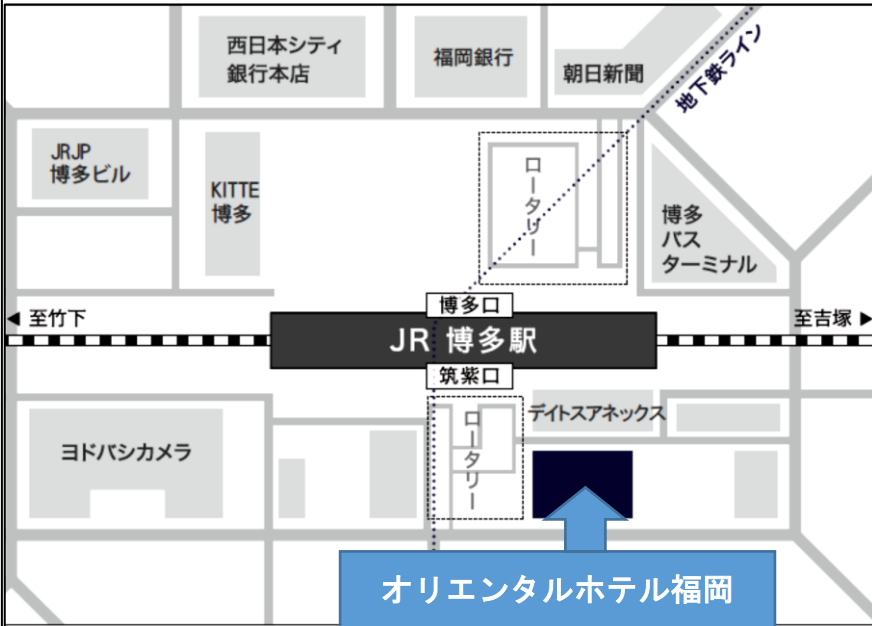 西日本シティ
銀行本店
福岡銀行
朝日新聞
地下鉄ライン
JRJP
博多ビル
KITTE
博多
ロータリー
博多
バス
ターミナル
博多口
◀ 至竹下
至吉塚 ▶
JR 博多駅
筑紫口
デイトスアネックス
ロータリー
ヨドバシカメラ
オリエンタルホテル福岡